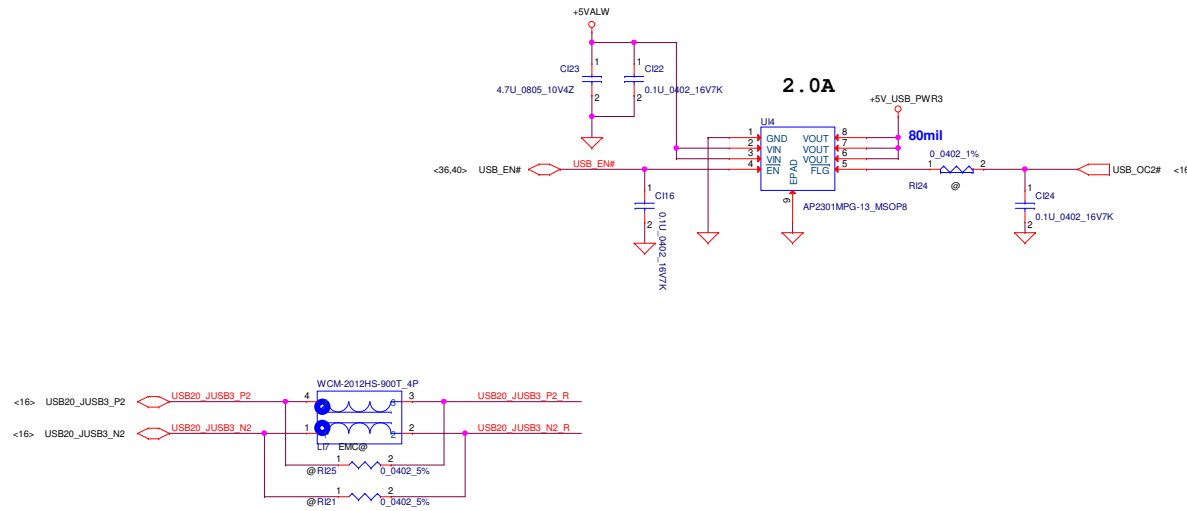 +5VALW
CI23
1
2
4.7U_0805_10V4Z
CI22
1
2
0.1U_0402_16V7K
2.0A
+5V_USB_PWR3
UI4
80mil
1 GND VOUT 8
2 VIN VOUT 7
3 VIN VOUT 6
4 EN FLG 5
EPAD
9
AP2301MPG-13_MSOP8
<36,40> USB_EN# USB_EN#
CI16
1
2
0.1U_0402_16V7K
0_0402_1%
1 2
RI24 @
USB_OC2# <16
1
CI24
0.1U_0402_16V7K
2
WCM-2012HS-900T_4P
<16> USB20_JUSB3_P2 USB20_JUSB3_P2 4 3 3 USB20_JUSB3_P2_R
<16> USB20_JUSB3_N2 USB20_JUSB3_N2 1 2 2 USB20_JUSB3_N2_R
LI7 EMC@
1 2
@RI25 0_0402_5%
1 2
@RI21 0_0402_5%